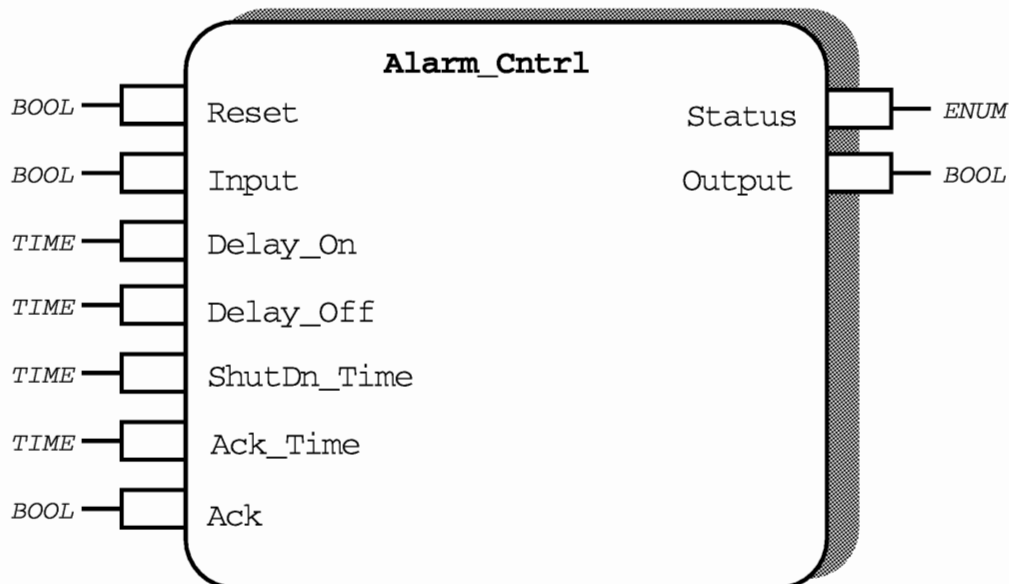 Alarm_Cntrl
BOOL Reset Status ENUM
BOOL Input Output BOOL
TIME Delay_On
TIME Delay_Off
TIME ShutDn_Time
TIME Ack_Time
BOOL Ack